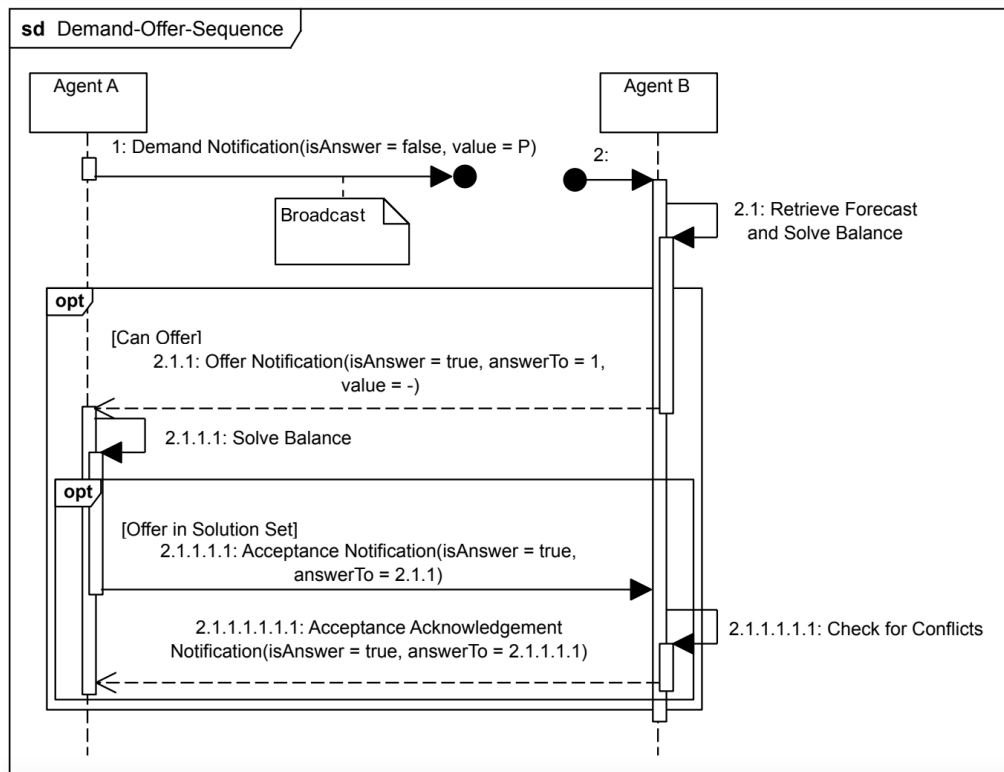 sd Demand-Offer-Sequence
Agent A
Agent B
1: Demand Notification(isAnswer = false, value = P)
2:
Broadcast
2.1: Retrieve Forecast
and Solve Balance
opt
[Can Offer]
2.1.1: Offer Notification(isAnswer = true, answerTo = 1,
value = -)
2.1.1.1: Solve Balance
opt
[Offer in Solution Set]
2.1.1.1.1: Acceptance Notification(isAnswer = true,
answerTo = 2.1.1)
2.1.1.1.1.1.1: Acceptance Acknowledgement
Notification(isAnswer = true, answerTo = 2.1.1.1.1)
2.1.1.1.1.1: Check for Conflicts